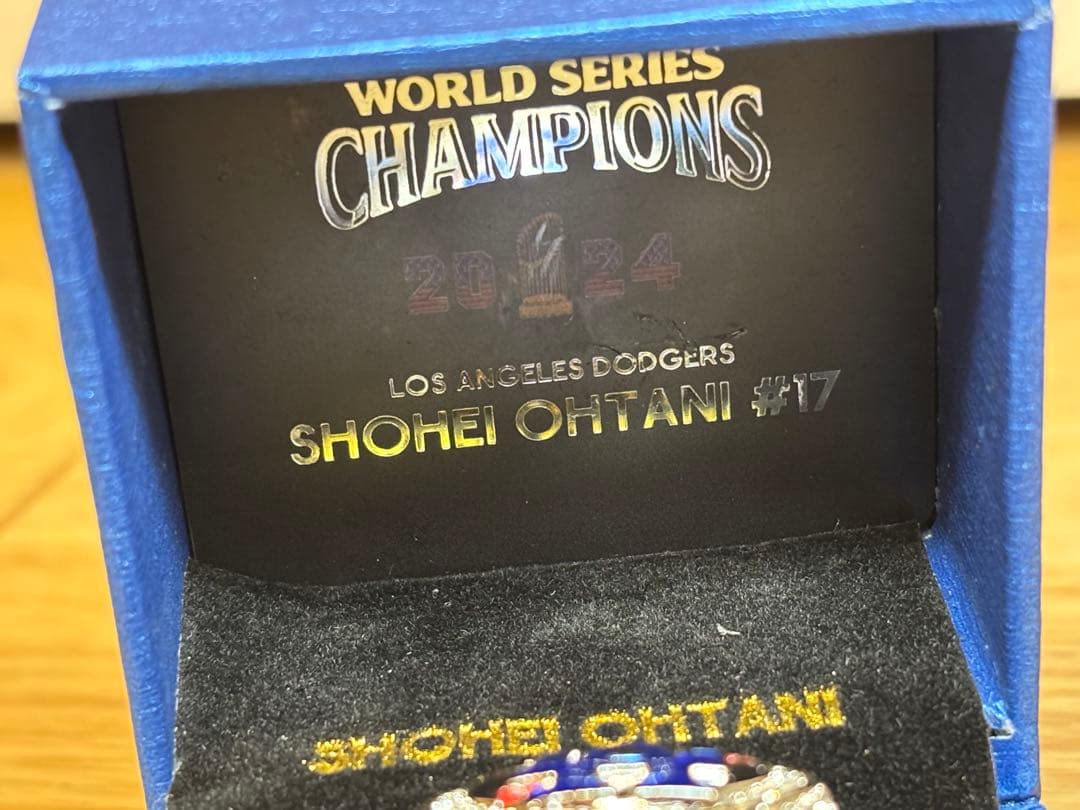 WORLD SERIES
CHAMPIONS
2024
LOS ANGELES DODGERS
SHOHEI OHTANI #17
SHOHEI OHTANI